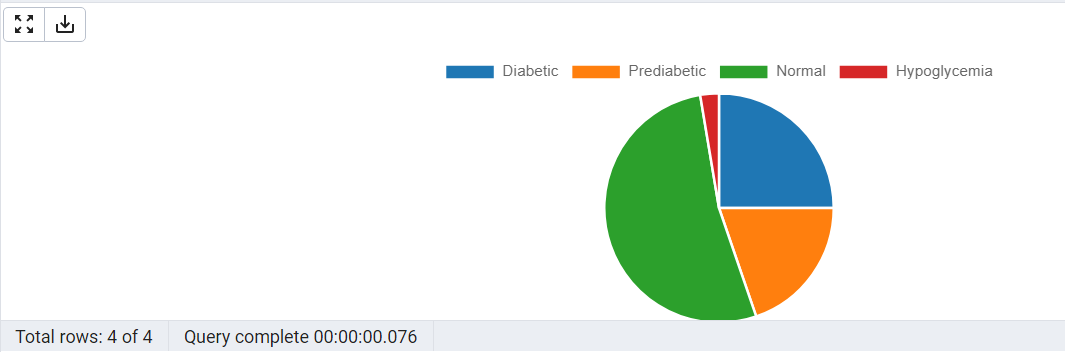 Diabetic Prediabetic Normal Hypoglycemia
Total rows: 4 of 4 Query complete 00:00:00.076